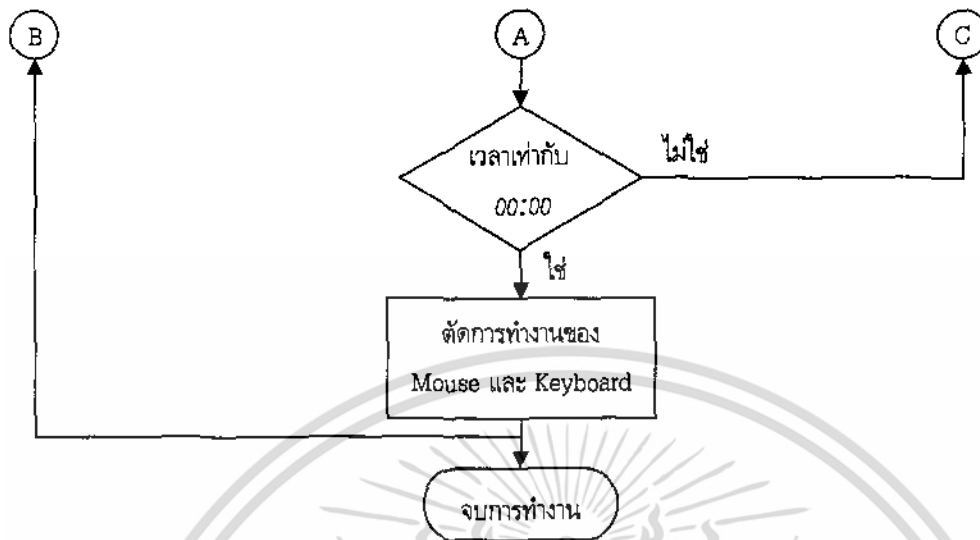 B
A
C
เวลาเท่ากับ
00:00
ไม่ใช่
ใช่
ตัดการทำงานของ
Mouse และ Keyboard
จบการทำงาน